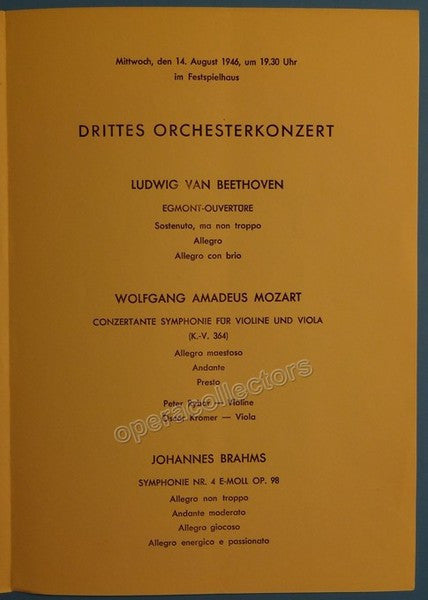 Mittwoch, den 14. August 1946, um 19.30 Uhr
im Festspielhaus
DRITTES ORCHESTERKONZERT
LUDWIG VAN BEETHOVEN
EGMONT-OUVERTÜRE
Sostenuto, ma non troppo
Allegro
Allegro con brio
WOLFGANG AMADEUS MOZART
CONZERTANTE SYMPHONIE FÜR VIOLINE UND VIOLA
(K.-V. 364)
Allegro maestoso
Andante
Presto
Peter Rybar — Violine
Oscar Kromer — Viola
operacollectors
JOHANNES BRAHMS
SYMPHONIE NR. 4 E-MOLL OP. 98
Allegro non troppo
Andante moderato
Allegro giocoso
Allegro energico e passionato